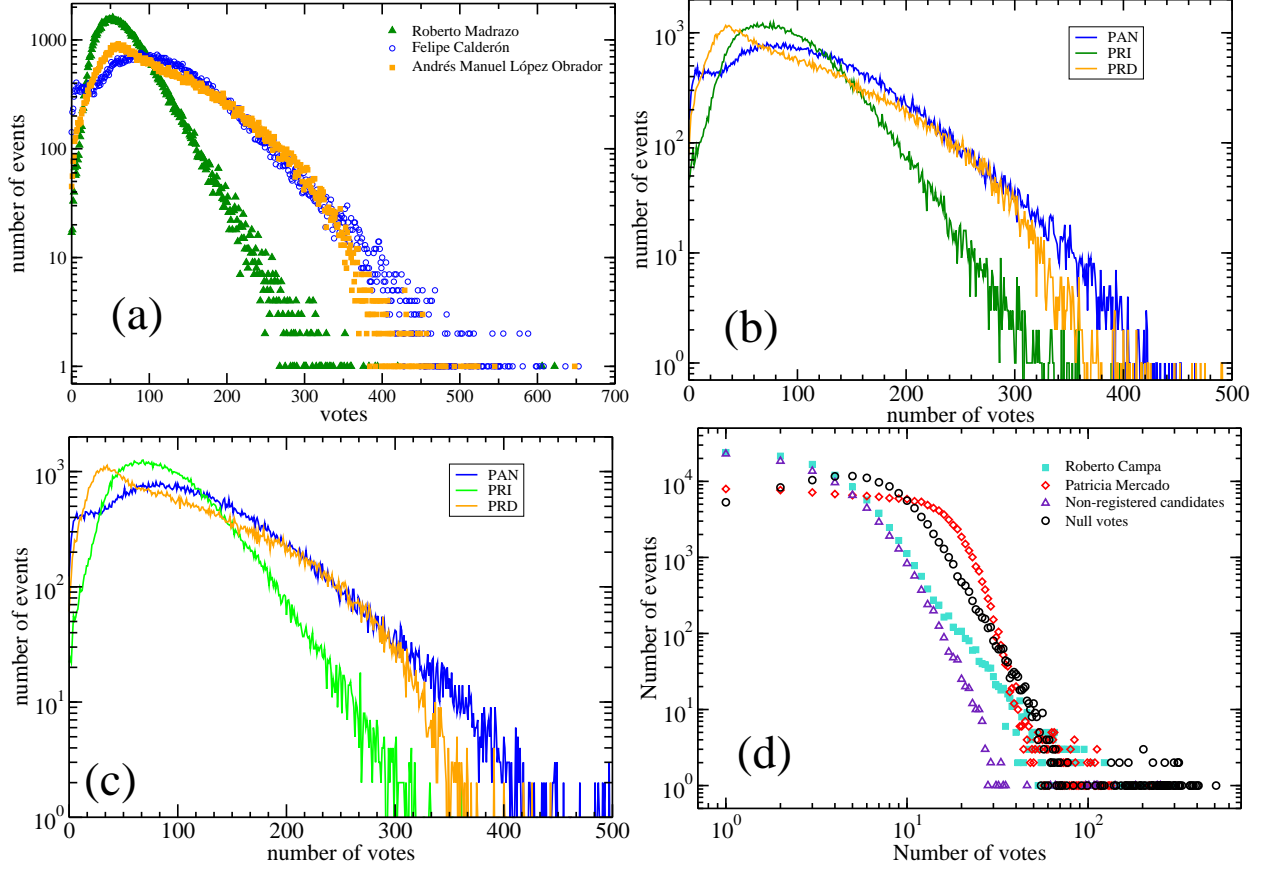 Roberto Madrazo
Felipe Calderón
Andrés Manuel López Obrador
number of events
1000
100
10
1
(a)
0 100 200 300 400 500 600 700
votes
PAN
PRI
PRD
number of events
10^3
10^2
10^1
10^0
(b)
0 100 200 300 400 500
number of votes
PAN
PRI
PRD
number of events
10^3
10^2
10^1
10^0
(c)
0 100 200 300 400 500
number of votes
Roberto Campa
Patricia Mercado
Non-registered candidates
Null votes
Number of events
10^4
10^3
10^2
10^1
10^0
(d)
10^0 10^1 10^2
Number of votes